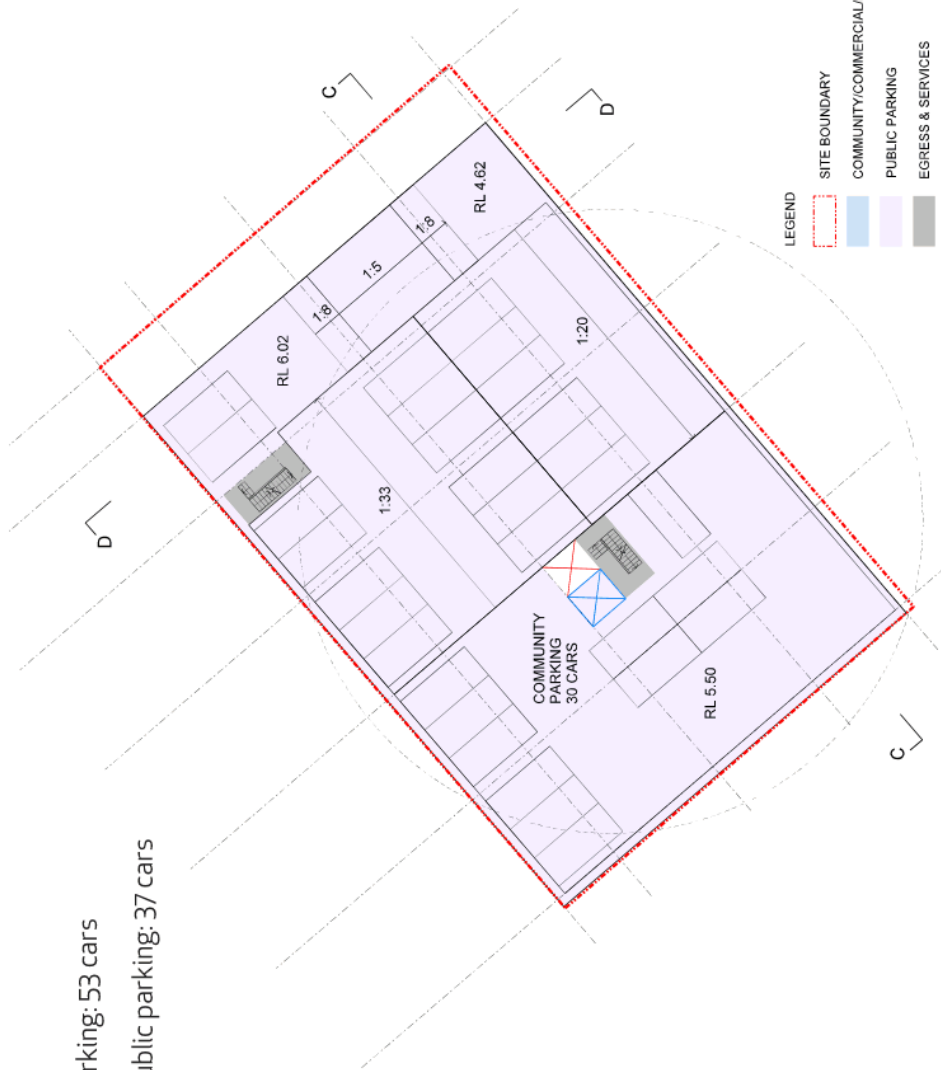 rking: 53 cars
ublic parking: 37 cars
C
D
D
C
RL 4.62
1:8
1:5
1:8
RL 6.02
1:20
1:33
COMMUNITY
PARKING
30 CARS
RL 5.50
LEGEND
SITE BOUNDARY
COMMUNITY/COMMERCIAL/
PUBLIC PARKING
EGRESS & SERVICES